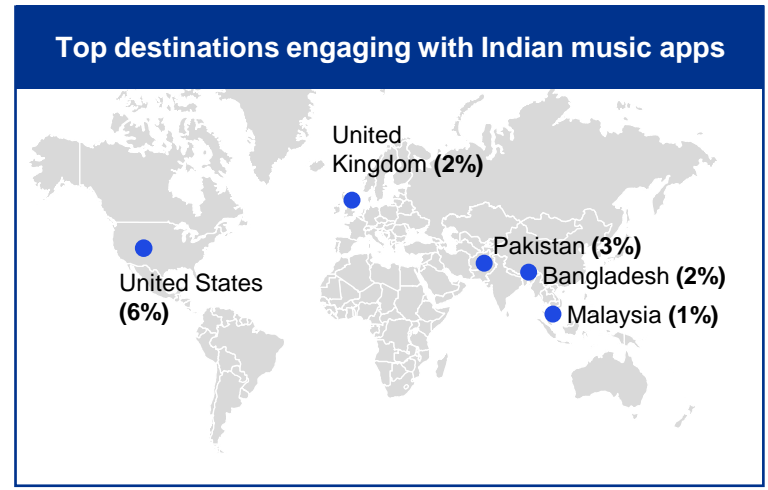 Top destinations engaging with Indian music apps
United
Kingdom (2%)
Pakistan (3%)
Bangladesh (2%)
United States
(6%)
Malaysia (1%)